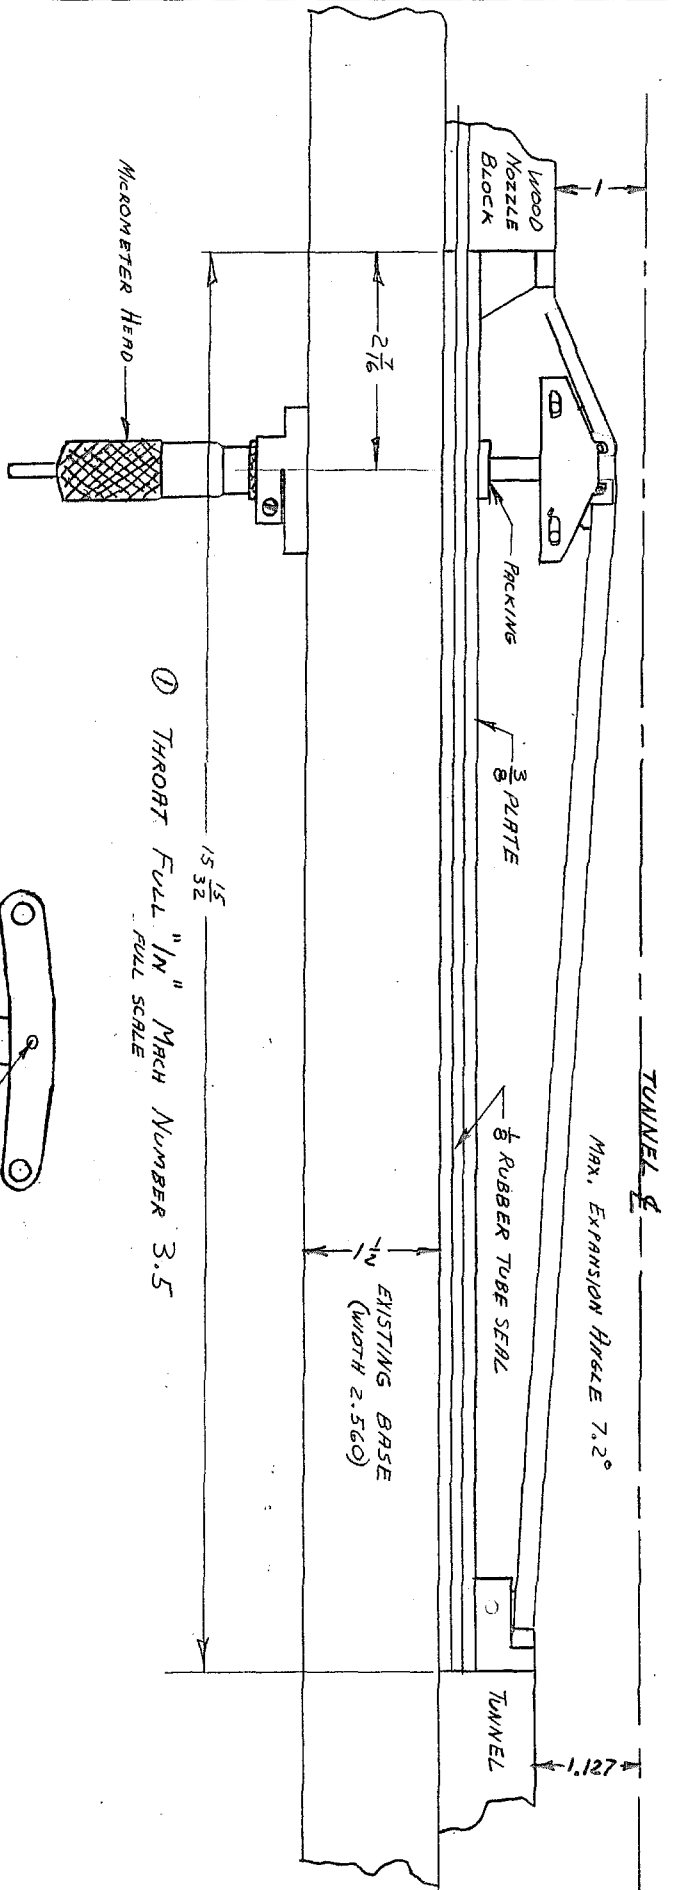 TUNNEL ℄
MAX. EXPANSION ANGLE 7.2°
1
WOOD
NOZZLE
BLOCK
1.127
TUNNEL
PACKING
3/8 PLATE
1/8 RUBBER TUBE SEAL
2 7/16
1 1/2
EXISTING BASE
(WIDTH 2.560)
15 15/32
MICROMETER HEAD
① THROAT FULL "IN" MACH NUMBER 3.5
FULL SCALE